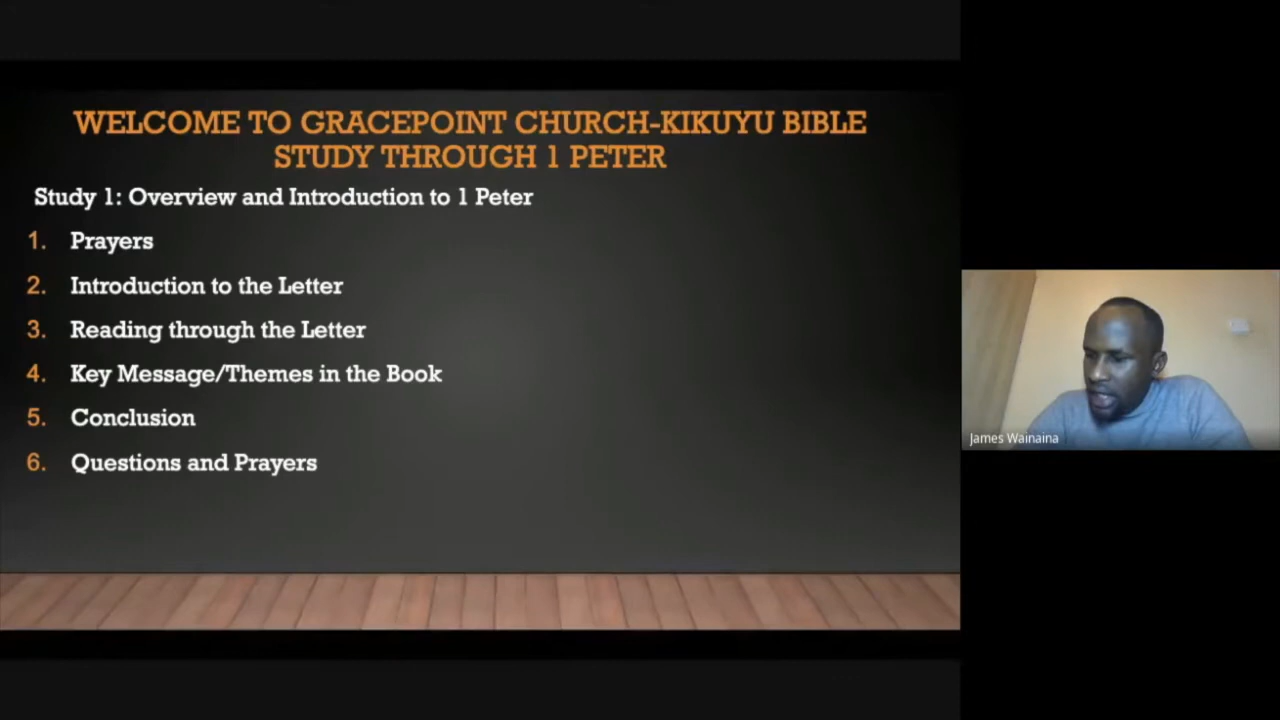 WELCOME TO GRACEPOINT CHURCH-KIKUYU BIBLE
STUDY THROUGH 1 PETER
Study 1: Overview and Introduction to 1 Peter
1. Prayers
2. Introduction to the Letter
3. Reading through the Letter
4. Key Message/Themes in the Book
5. Conclusion
6. Questions and Prayers
James Wainaina